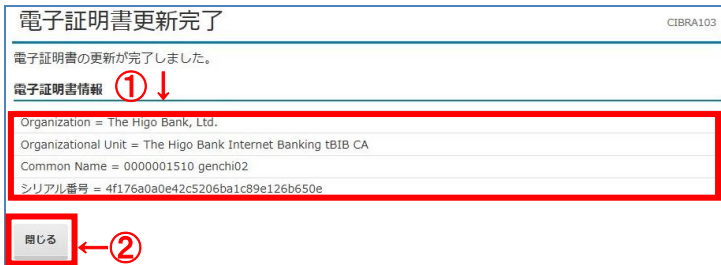 電子証明書更新完了
CIBRA103
電子証明書の更新が完了しました。
電子証明書情報 ①↓
Organization = The Higo Bank, Ltd.
Organizational Unit = The Higo Bank Internet Banking tBIB CA
Common Name = 0000001510 genchi02
シリアル番号 = 4f176a0a0e42c5206ba1c89e126b650e
閉じる ←②